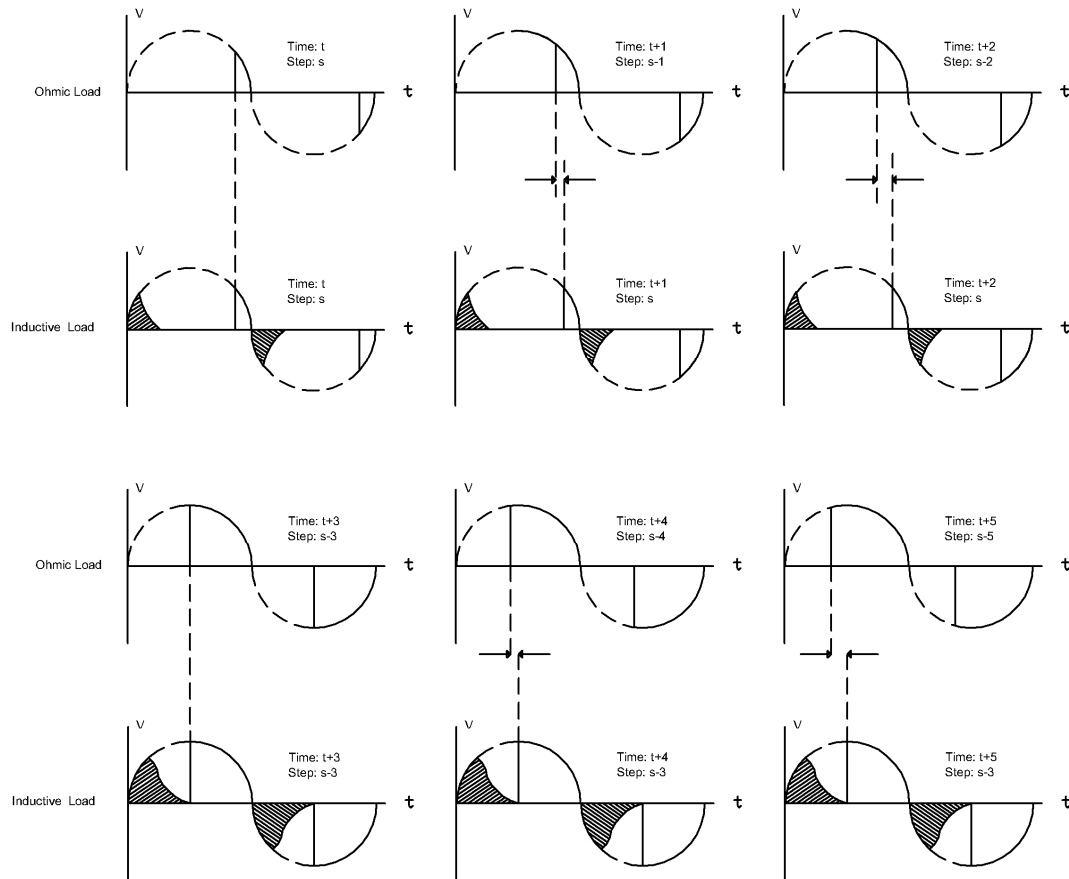 V V V
Time: t Time: t+1 Time: t+2
Step: s Step: s-1 Step: s-2
Ohmic Load t t t
V V V
Time: t Time: t+1 Time: t+2
Step: s Step: s Step: s
Inductive Load t t t
V V V
Time: t+3 Time: t+4 Time: t+5
Step: s-3 Step: s-4 Step: s-5
Ohmic Load t t t
V V V
Time: t+3 Time: t+4 Time: t+5
Step: s-3 Step: s-3 Step: s-3
Inductive Load t t t